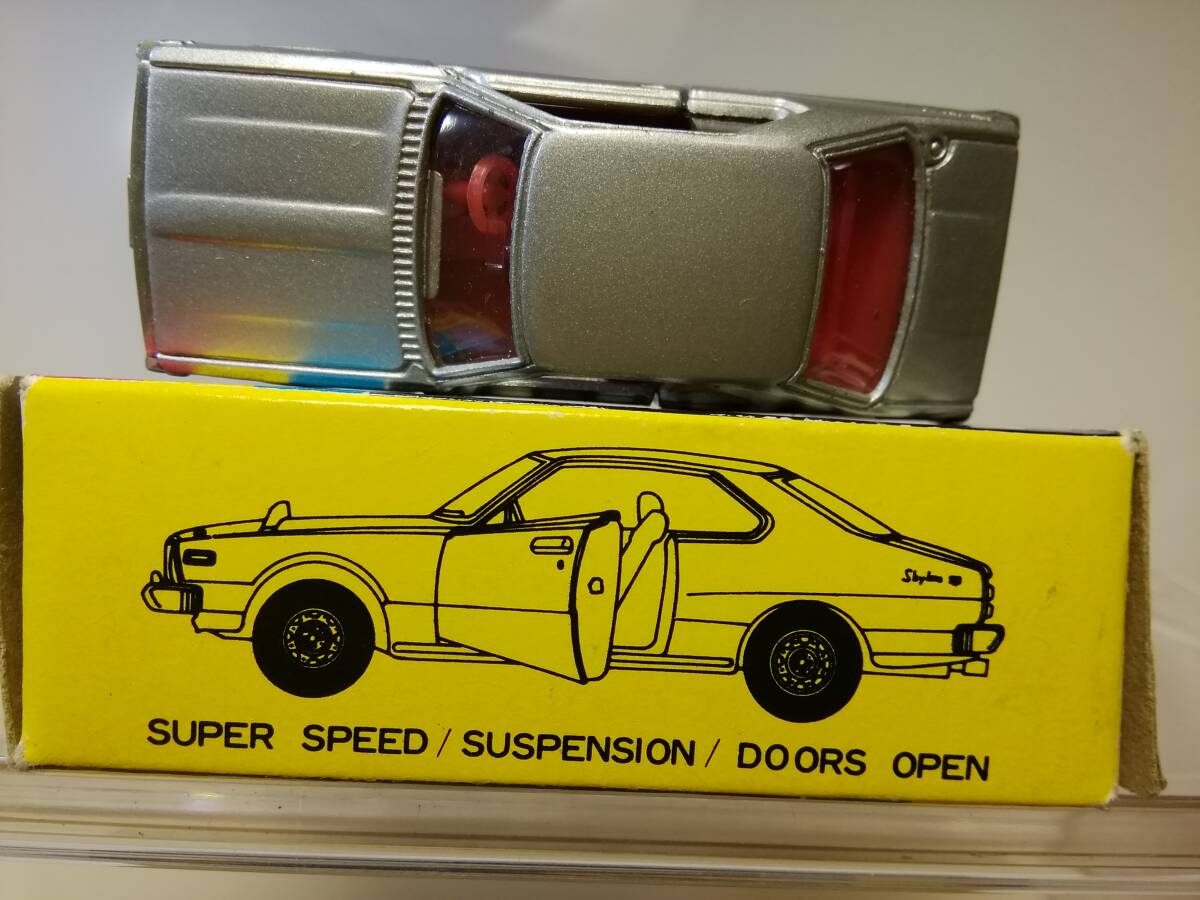 Skyline
SUPER SPEED / SUSPENSION / DOORS OPEN